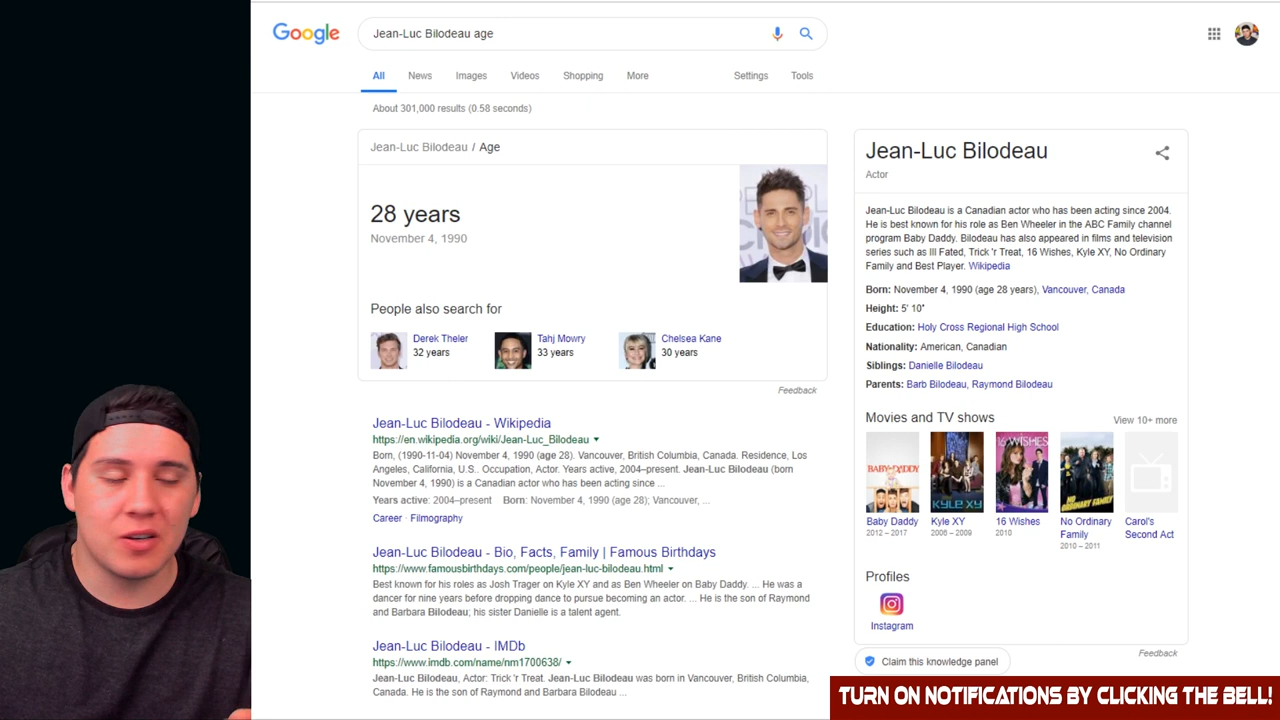 Google
Jean-Luc Bilodeau age
All
News
Images
Videos
Shopping
More
Settings
Tools
About 301,000 results (0.58 seconds)
Jean-Luc Bilodeau / Age
28 years
November 4, 1990
People also search for
Derek Theler
32 years
Tahj Mowry
33 years
Chelsea Kane
30 years
Feedback
Jean-Luc Bilodeau - Wikipedia
https://en.wikipedia.org/wiki/Jean-Luc_Bilodeau
Born, (1990-11-04) November 4, 1990 (age 28). Vancouver, British Columbia, Canada. Residence, Los
Angeles, California, U.S.. Occupation, Actor. Years active, 2004–present. Jean-Luc Bilodeau (born
November 4, 1990) is a Canadian actor who has been acting since ...
Years active: 2004–present Born: November 4, 1990 (age 28); Vancouver, ...
Career · Filmography
Jean-Luc Bilodeau - Bio, Facts, Family | Famous Birthdays
https://www.famousbirthdays.com/people/jean-luc-bilodeau.html
Best known for his roles as Josh Trager on Kyle XY and as Ben Wheeler on Baby Daddy. ... He was a
dancer for nine years before dropping dance to pursue becoming an actor. ... He is the son of Raymond
and Barbara Bilodeau; his sister Danielle is a talent agent.
Jean-Luc Bilodeau - IMDb
https://www.imdb.com/name/nm1700638/
Jean-Luc Bilodeau, Actor: Trick 'r Treat. Jean-Luc Bilodeau was born in Vancouver, British Columbia,
Canada. He is the son of Raymond and Barbara Bilodeau ...
Jean-Luc Bilodeau
Actor
Jean-Luc Bilodeau is a Canadian actor who has been acting since 2004.
He is best known for his role as Ben Wheeler in the ABC Family channel
program Baby Daddy. Bilodeau has also appeared in films and television
series such as Ill Fated, Trick 'r Treat, 16 Wishes, Kyle XY, No Ordinary
Family and Best Player. Wikipedia
Born: November 4, 1990 (age 28 years), Vancouver, Canada
Height: 5′ 10″
Education: Holy Cross Regional High School
Nationality: American, Canadian
Siblings: Danielle Bilodeau
Parents: Barb Bilodeau, Raymond Bilodeau
Movies and TV shows
View 10+ more
BABY DADDY
KYLE XY
16 WISHES
NO ORDINARY FAMILY
Baby Daddy
2012 – 2017
Kyle XY
2006 – 2009
16 Wishes
2010
No Ordinary
Family
2010 – 2011
Carol's
Second Act
Profiles
Instagram
Feedback
Claim this knowledge panel
TURN ON NOTIFICATIONS BY CLICKING THE BELL!